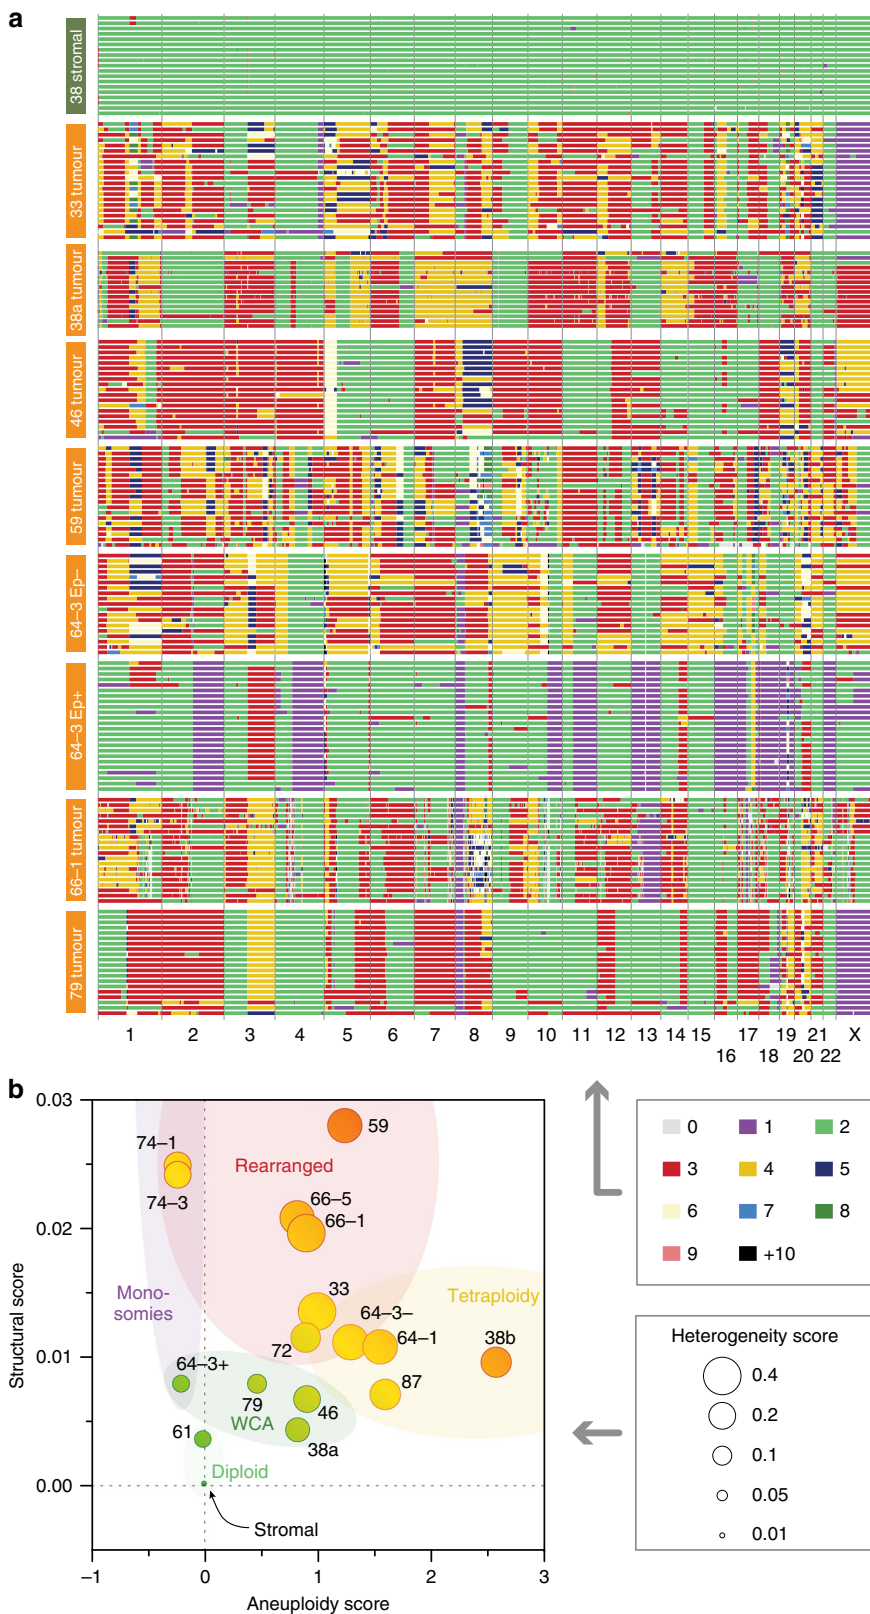 a
38 stromal
33 tumour
38a tumour
46 tumour
59 tumour
64–3 Ep–
64–3 Ep+
66–1 tumour
79 tumour
1 2 3 4 5 6 7 8 9 10 11 12 13 14 15 17 19 21 X
16 18 20 22
b
0.03
0.02
0.01
0.00
–1 0 1 2 3
Structural score
Aneuploidy score
59
74–1
74–3
Rearranged
66–5
66–1
Mono-
somies
33
64–3–
Tetraploidy
64–1
72
38b
64–3+
87
79
46
WCA
38a
61
Diploid
Stromal
0 1 2
3 4 5
6 7 8
9 +10
Heterogeneity score
0.4
0.2
0.1
0.05
0.01